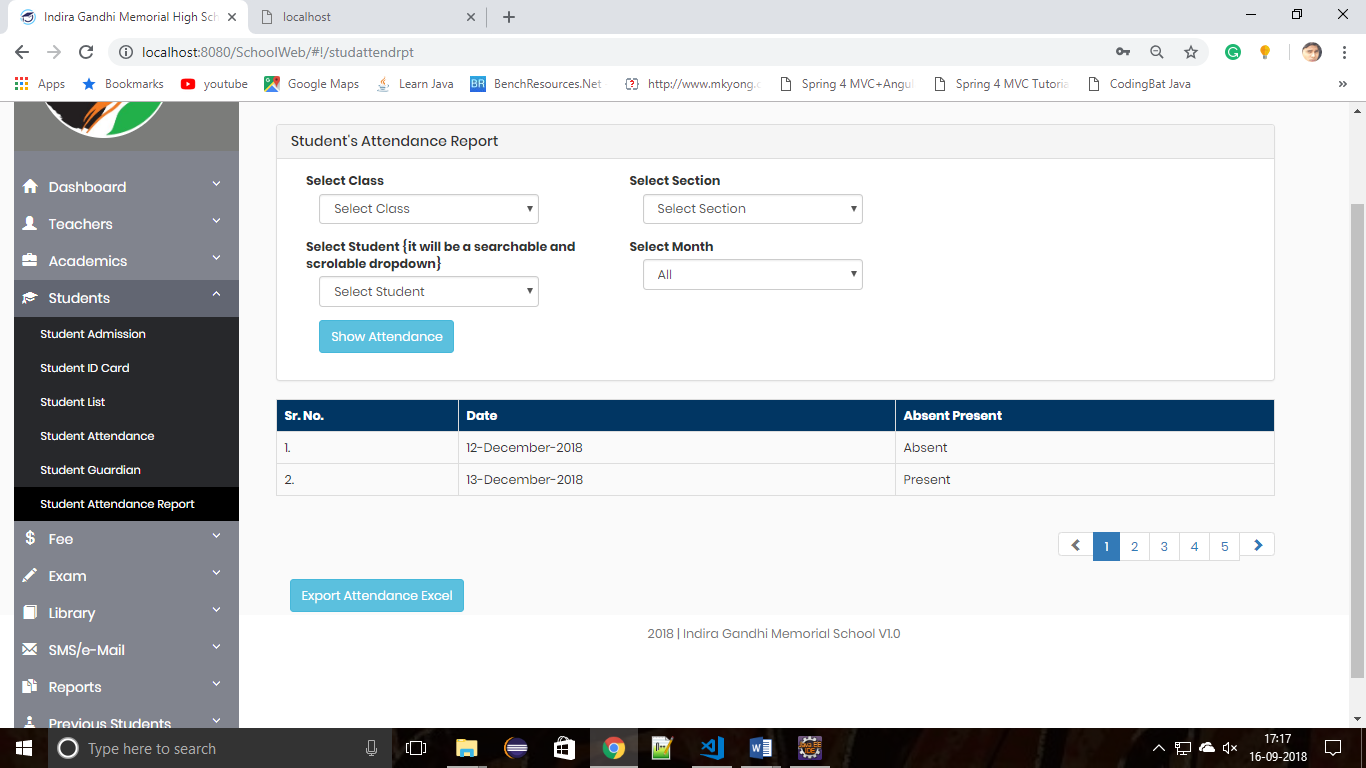 Indira Gandhi Memorial High Sch
localhost
localhost:8080/SchoolWeb/#!/studattendrpt
Apps Bookmarks youtube Google Maps Learn Java BR BenchResources.Net http://www.mkyong.c Spring 4 MVC+Angul Spring 4 MVC Tutoria CodingBat Java »
Dashboard
Teachers
Academics
Students
Student Admission
Student ID Card
Student List
Student Attendance
Student Guardian
Student Attendance Report
Fee
Exam
Library
SMS/e-Mail
Reports
Previous Students
Student's Attendance Report
Select Class
Select Class
Select Section
Select Section
Select Student {it will be a searchable and
scrolable dropdown}
Select Student
Select Month
All
Show Attendance
Sr. No. Date Absent Present
1. 12-December-2018 Absent
2. 13-December-2018 Present
1 2 3 4 5
Export Attendance Excel
2018 | Indira Gandhi Memorial School V1.0
Type here to search
17:17
16-09-2018